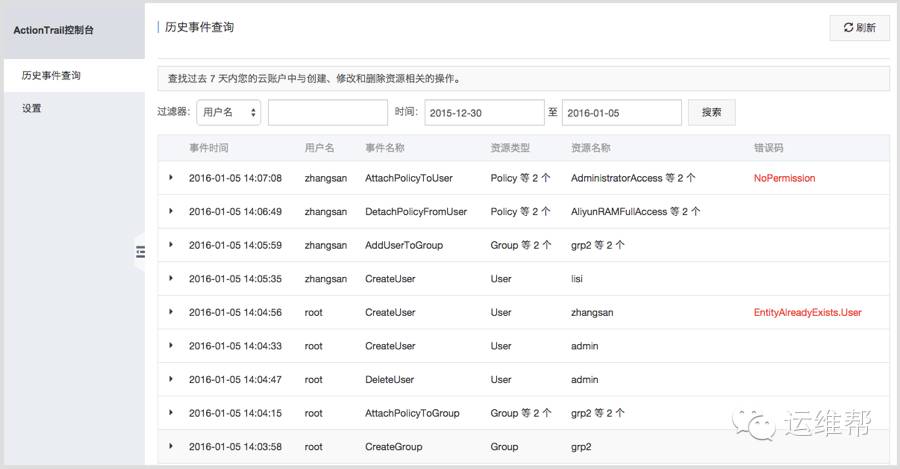 ActionTrail控制台
历史事件查询
设置
历史事件查询
刷新
查找过去 7 天内您的云账户中与创建、修改和删除资源相关的操作。
过滤器: 用户名 时间: 2015-12-30 至 2016-01-05 搜索
事件时间 用户名 事件名称 资源类型 资源名称 错误码
2016-01-05 14:07:08 zhangsan AttachPolicyToUser Policy 等 2 个 AdministratorAccess 等 2 个 NoPermission
2016-01-05 14:06:49 zhangsan DetachPolicyFromUser Policy 等 2 个 AliyunRAMFullAccess 等 2 个
2016-01-05 14:05:59 zhangsan AddUserToGroup Group 等 2 个 grp2 等 2 个
2016-01-05 14:05:35 zhangsan CreateUser User lisi
2016-01-05 14:04:56 root CreateUser User zhangsan EntityAlreadyExists.User
2016-01-05 14:04:33 root CreateUser User admin
2016-01-05 14:04:47 root DeleteUser User admin
2016-01-05 14:04:15 root AttachPolicyToGroup Group 等 2 个 grp2 等 2 个
2016-01-05 14:03:58 root CreateGroup Group grp2
运维帮